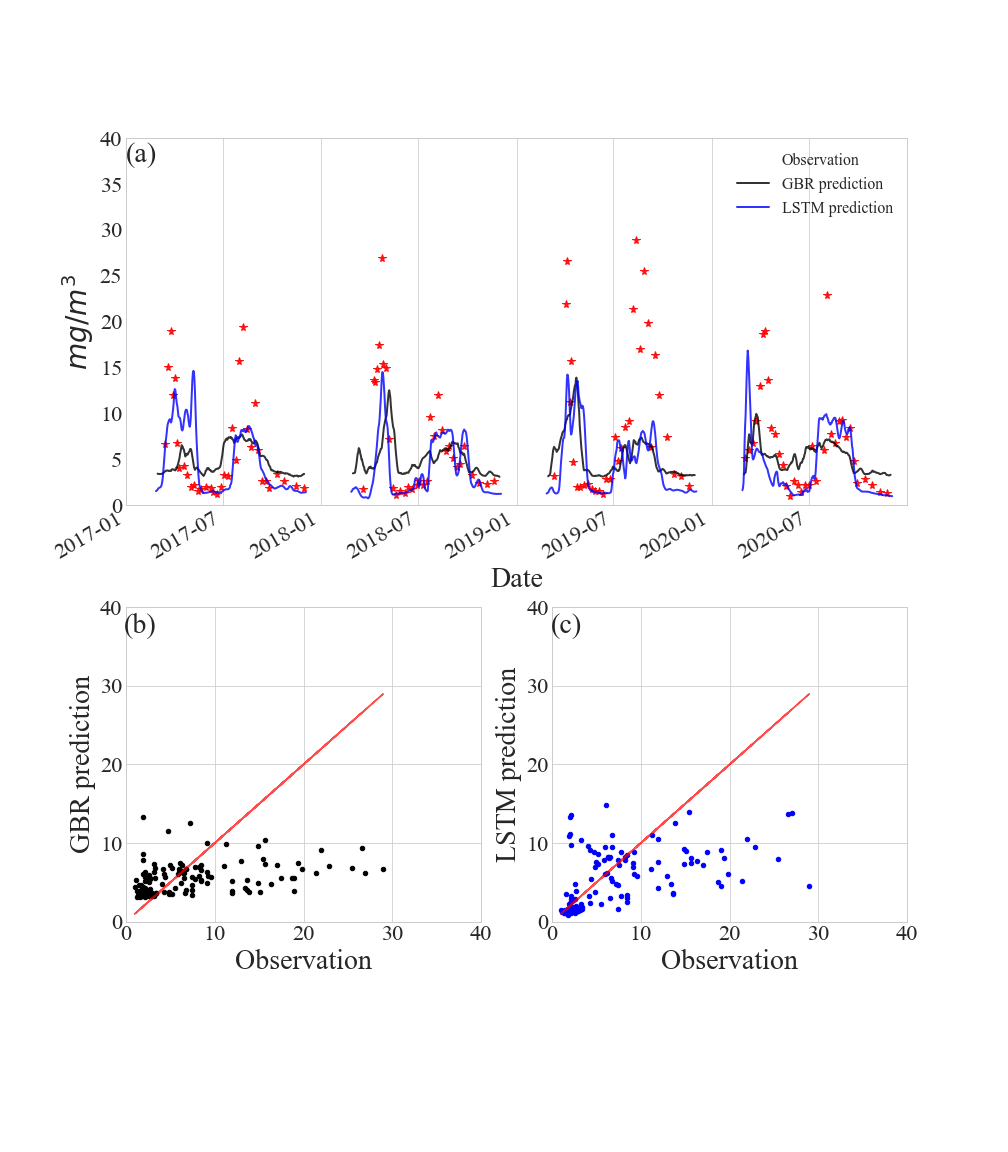 (a)
40
35
30
25
20
15
10
5
0
mg/m³
Observation
GBR prediction
LSTM prediction
2017-01
2017-07
2018-01
2018-07
2019-01
2019-07
2020-01
2020-07
Date
(b)
40
30
20
10
0
GBR prediction
0 10 20 30 40
Observation
(c)
40
30
20
10
0
LSTM prediction
0 10 20 30 40
Observation